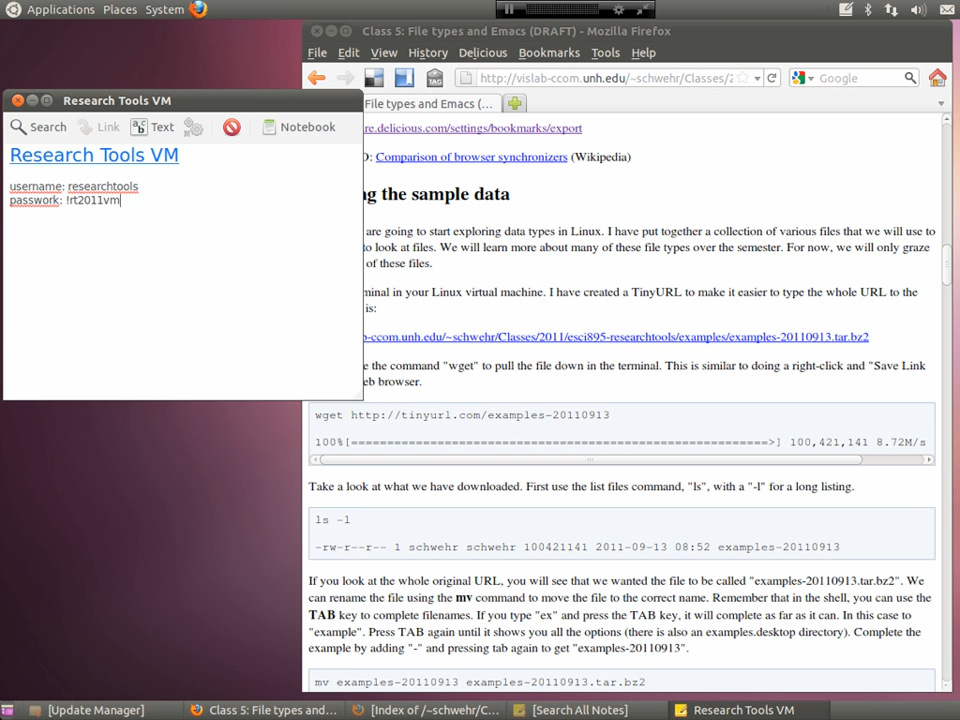 Applications Places System
Class 5: File types and Emacs (DRAFT) - Mozilla Firefox
File Edit View History Delicious Bookmarks Tools Help
http://vislab-ccom.unh.edu/~schwehr/Classes/2
Google
TAG
File types and Emacs (...
Research Tools VM
Search Link Text Notebook
Research Tools VM
username: researchtools
passwork: !rt2011vm
re.delicious.com/settings/bookmarks/export
O: Comparison of browser synchronizers (Wikipedia)
g the sample data
are going to start exploring data types in Linux. I have put together a collection of various files that we will use to
to look at files. We will learn more about many of these file types over the semester. For now, we will only graze
of these files.
minal in your Linux virtual machine. I have created a TinyURL to make it easier to type the whole URL to the
is:
b-ccom.unh.edu/~schwehr/Classes/2011/esci895-researchtools/examples/examples-20110913.tar.bz2
e the command "wget" to pull the file down in the terminal. This is similar to doing a right-click and "Save Link
eb browser.
wget http://tinyurl.com/examples-20110913
100%[===========================================================>] 100,421,141 8.72M/s
Take a look at what we have downloaded. First use the list files command, "ls", with a "-l" for a long listing.
ls -l
-rw-r--r-- 1 schwehr schwehr 100421141 2011-09-13 08:52 examples-20110913
If you look at the whole original URL, you will see that we wanted the file to be called "examples-20110913.tar.bz2". We
can rename the file using the mv command to move the file to the correct name. Remember that in the shell, you can use the
TAB key to complete filenames. If you type "ex" and press the TAB key, it will complete as far as it can. In this case to
"example". Press TAB again until it shows you all the options (there is also an examples.desktop directory). Complete the
example by adding "-" and pressing tab again to get "examples-20110913".
mv examples-20110913 examples-20110913.tar.bz2
[Update Manager] Class 5: File types and... [Index of /~schwehr/C... [Search All Notes] Research Tools VM